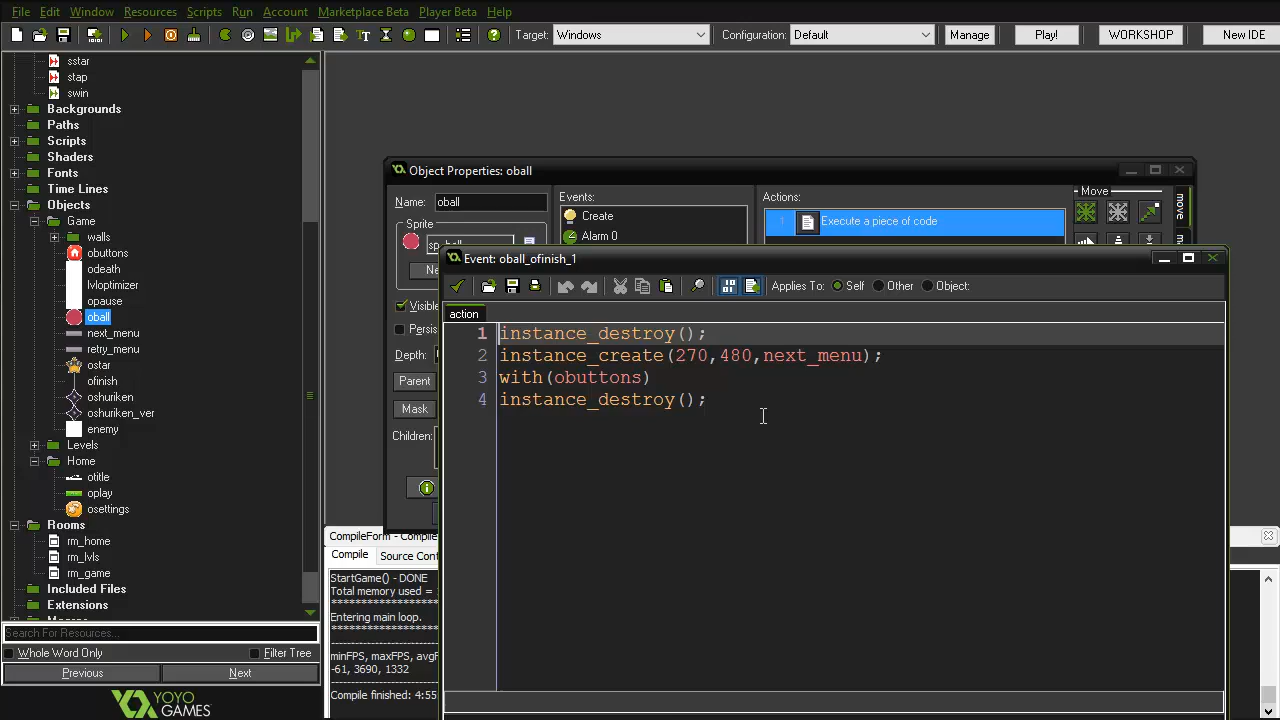 File Edit Window Resources Scripts Run Account Marketplace Beta Player Beta Help
Target: Windows Configuration: Default Manage Play! WORKSHOP New IDE
sstar
stap
swin
Backgrounds
Paths
Scripts
Shaders
Fonts
Time Lines
Objects
Game
walls
obuttons
odeath
lvloptimizer
opause
oball
next_menu
retry_menu
ostar
ofinish
oshuriken
oshuriken_ver
enemy
Levels
Home
otitle
oplay
osettings
Rooms
rm_home
rm_lvls
rm_game
Included Files
Extensions
Search For Resources...
Whole Word Only Filter Tree
Previous Next
YOYO
GAMES
Object Properties: oball
Name: oball
Sprite
Visible
Depth:
Parent
Mask
Children:
Events:
Create
Alarm 0
Actions:
1 Execute a piece of code
Move
move
Event: oball_ofinish_1
Applies To: Self Other Object:
action
1 instance_destroy();
2 instance_create(270,480,next_menu);
3 with(obuttons)
4 instance_destroy();
CompileForm - Compile
Compile Source Cont
StartGame() - DONE
Total memory used =
Entering main loop.
minFPS, maxFPS, avgF
-61, 3690, 1332
Compile finished: 4:55